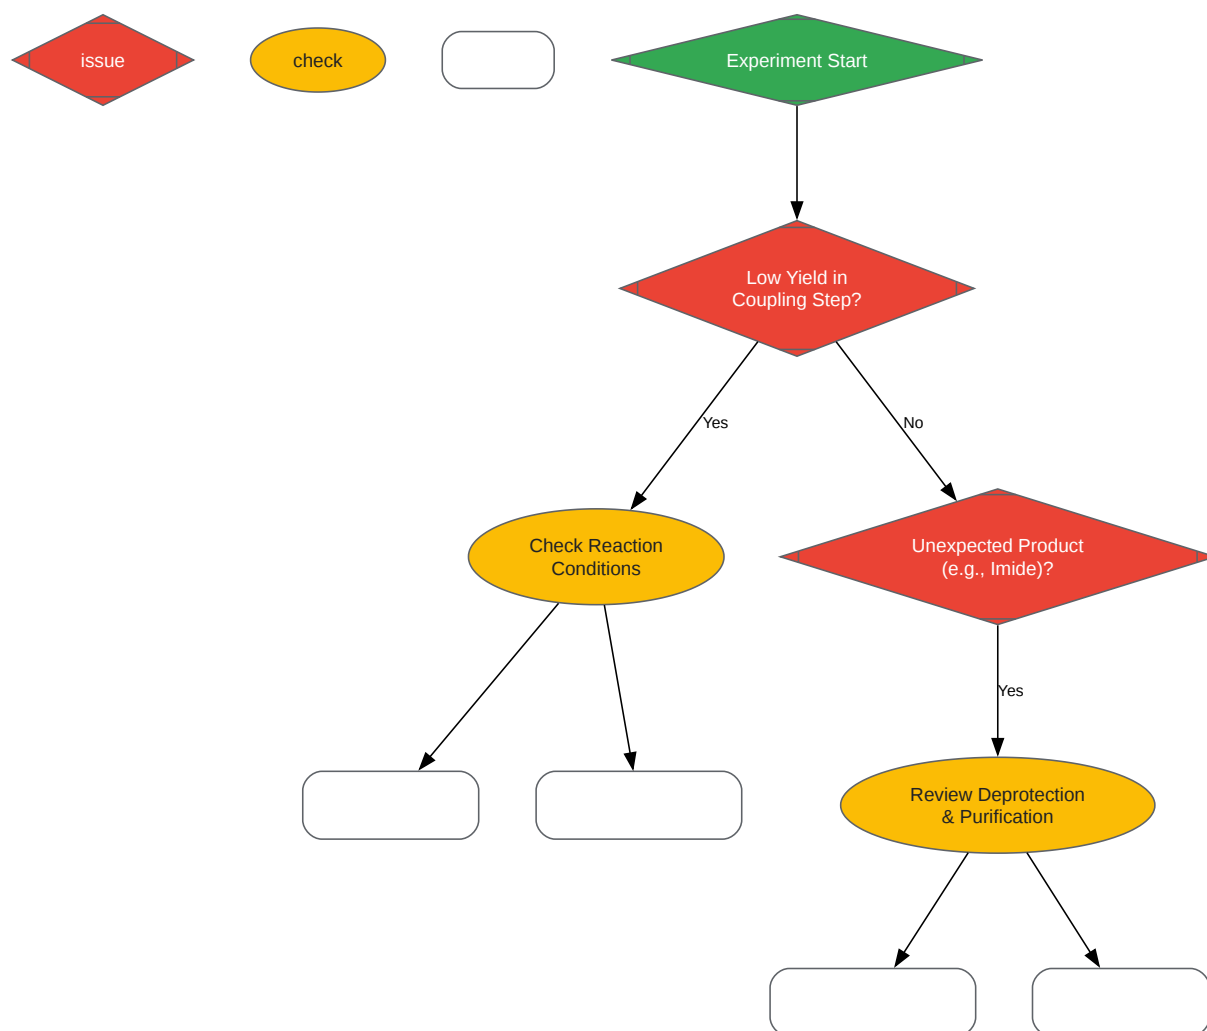 issue
check
Experiment Start
Low Yield in
Coupling Step?
Yes
No
Check Reaction
Conditions
Unexpected Product
(e.g., Imide)?
Yes
Review Deprotection
& Purification